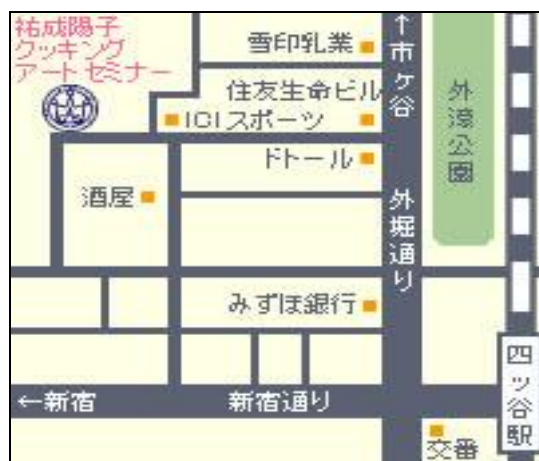 祐成陽子
クッキング
アートセミナー
雪印乳業
↑市ヶ谷
住友生命ビル
ICIスポーツ
外濠公園
ドトール
酒屋
外堀通り
みずほ銀行
四ッ谷駅
←新宿
新宿通り
交番